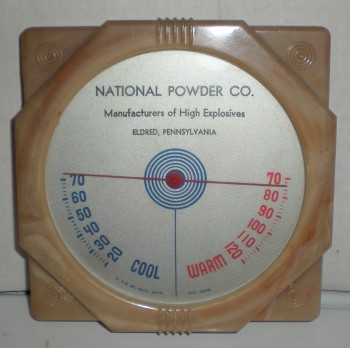 NATIONAL POWDER CO.
Manufacturers of High Explosives
ELDRED, PENNSYLVANIA
70 70
60 80
50 90
40 100
30 110
20 120
COOL WARM